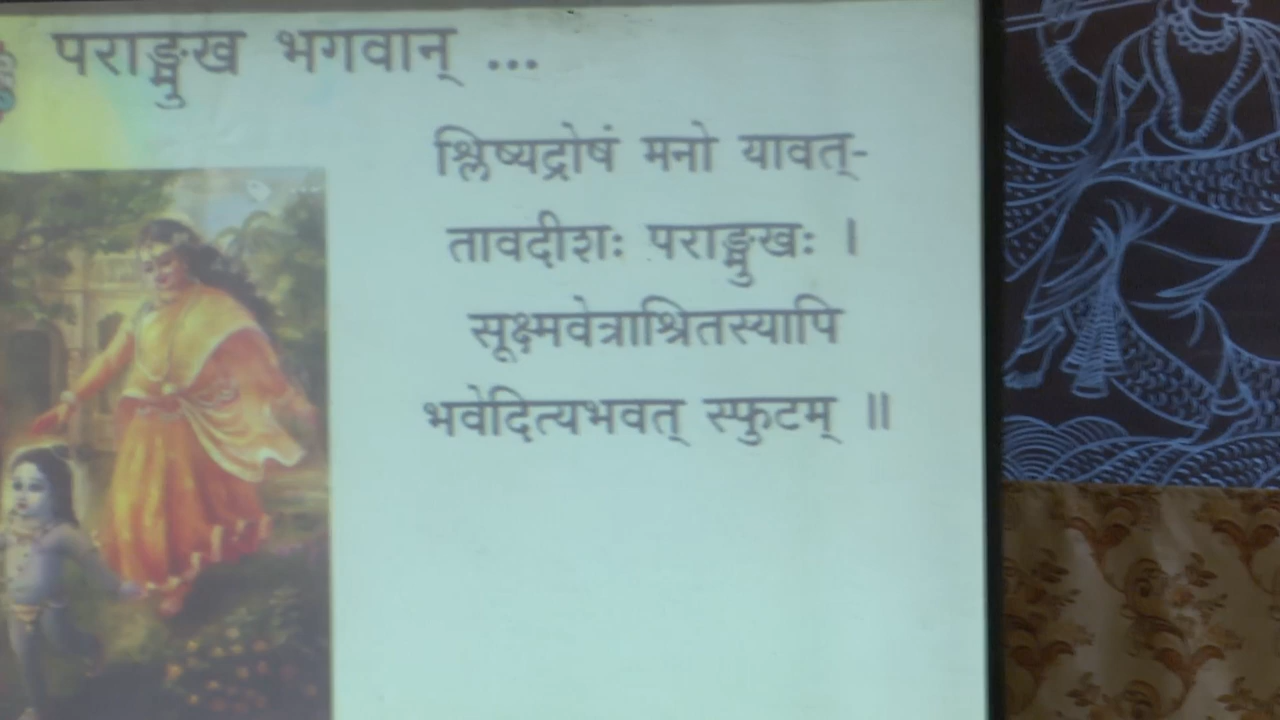 पराङ्मुख भगवान् ...
श्लिष्यद्रोषं मनो यावत्-
तावदीशः पराङ्मुखः ।
सूक्ष्मवेत्राश्रितस्यापि
भवेदित्यभवत् स्फुटम् ॥